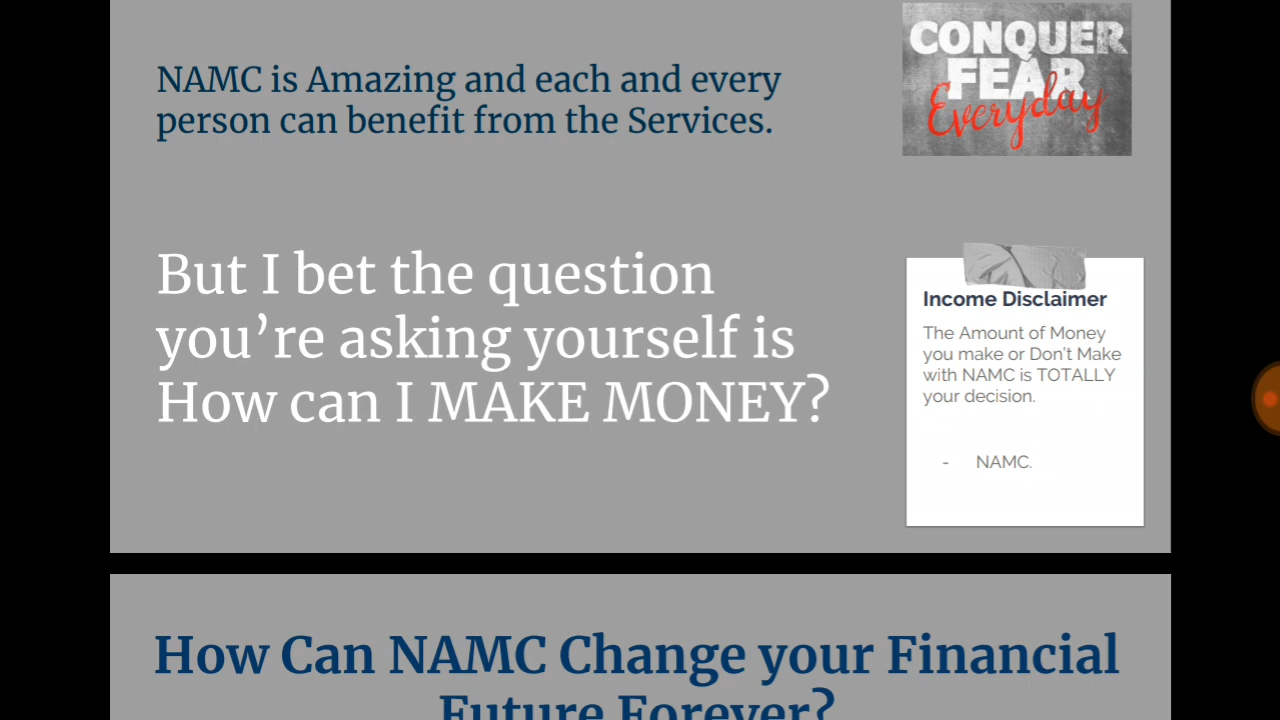 NAMC is Amazing and each and every
person can benefit from the Services.
CONQUER
FEAR
Everyday
But I bet the question
you’re asking yourself is
How can I MAKE MONEY?
Income Disclaimer
The Amount of Money
you make or Don't Make
with NAMC is TOTALLY
your decision.
- NAMC.
How Can NAMC Change your Financial
Future Forever?